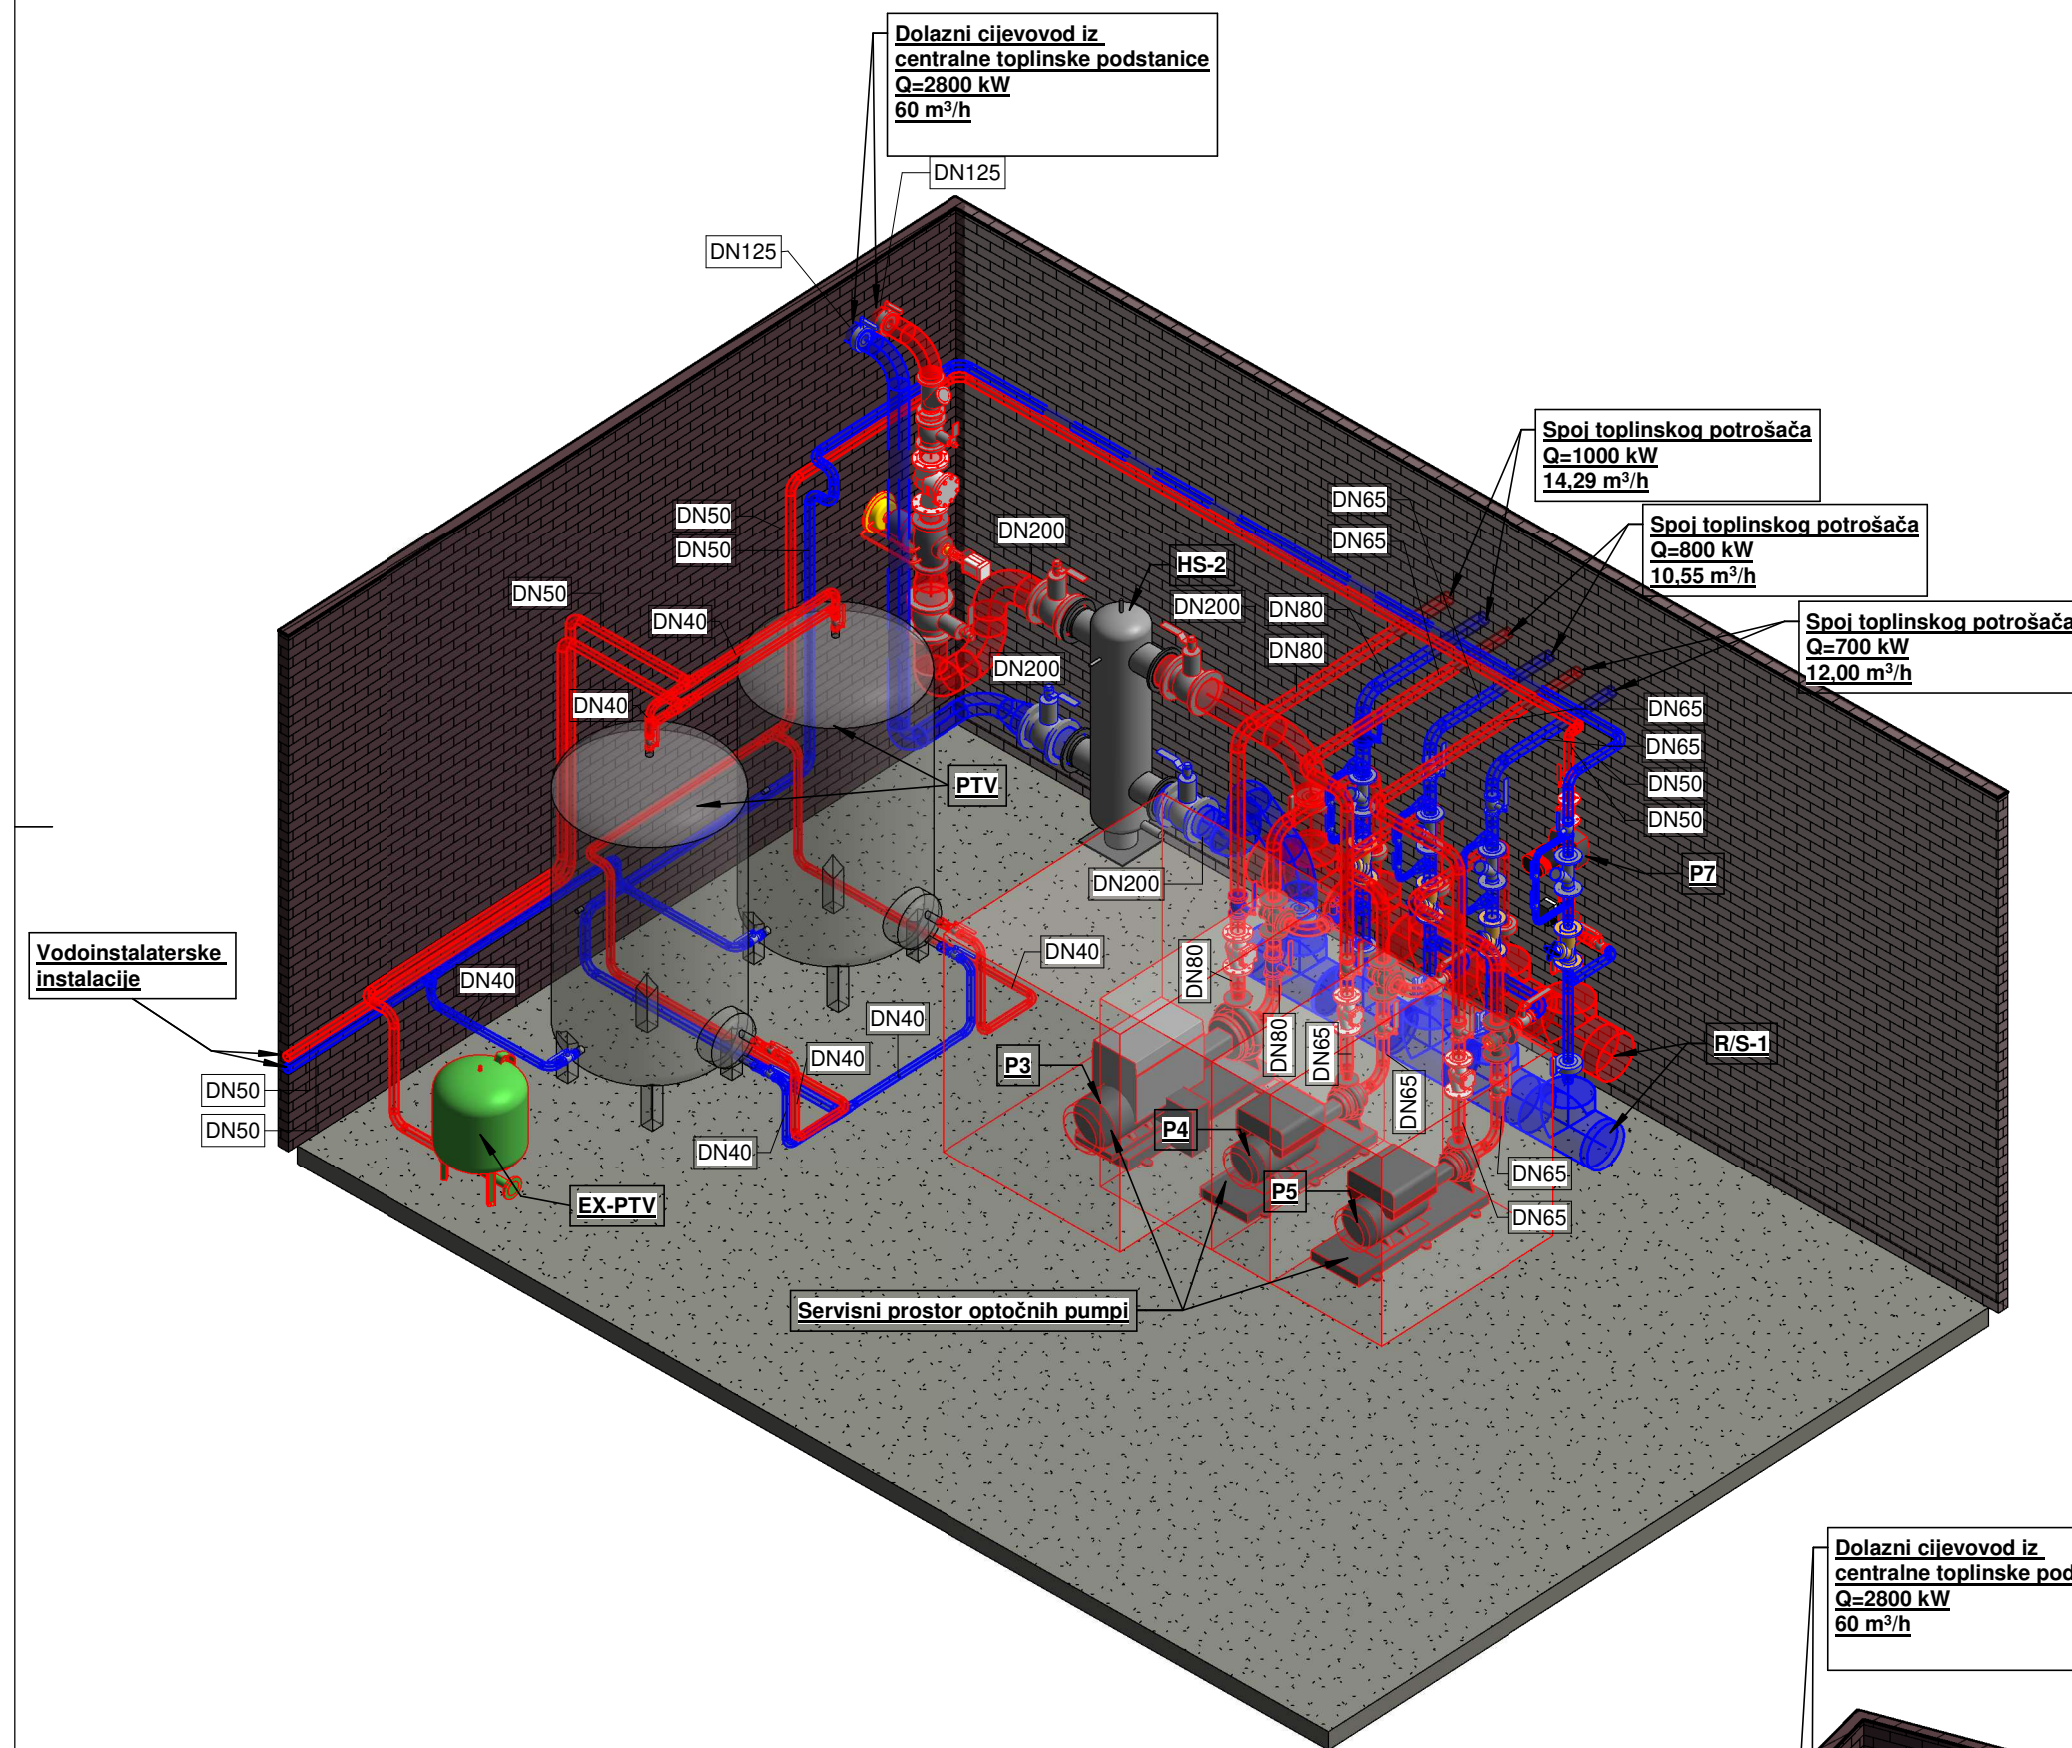 Dolazni cijevovod iz
centralne toplinske podstanice
Q=2800 kW
60 m³/h
DN125
DN125
Spoj toplinskog potrošača
Q=1000 kW
14,29 m³/h
Spoj toplinskog potrošača
Q=800 kW
10,55 m³/h
Spoj toplinskog potrošača
Q=700 kW
12,00 m³/h
DN65
DN65
DN50
DN50
DN200
HS-2
DN200
DN80
DN80
DN50
DN40
DN200
DN40
DN65
DN65
DN50
DN50
PTV
P7
DN200
Vodoinstalaterske
instalacije
DN40
DN40
DN80
DN40
DN80
DN65
R/S-1
DN40
P3
DN65
DN50
DN50
P4
DN40
P5
DN65
DN65
EX-PTV
Servisni prostor optočnih pumpi
Dolazni cijevovod iz
centralne toplinske pod
Q=2800 kW
60 m³/h